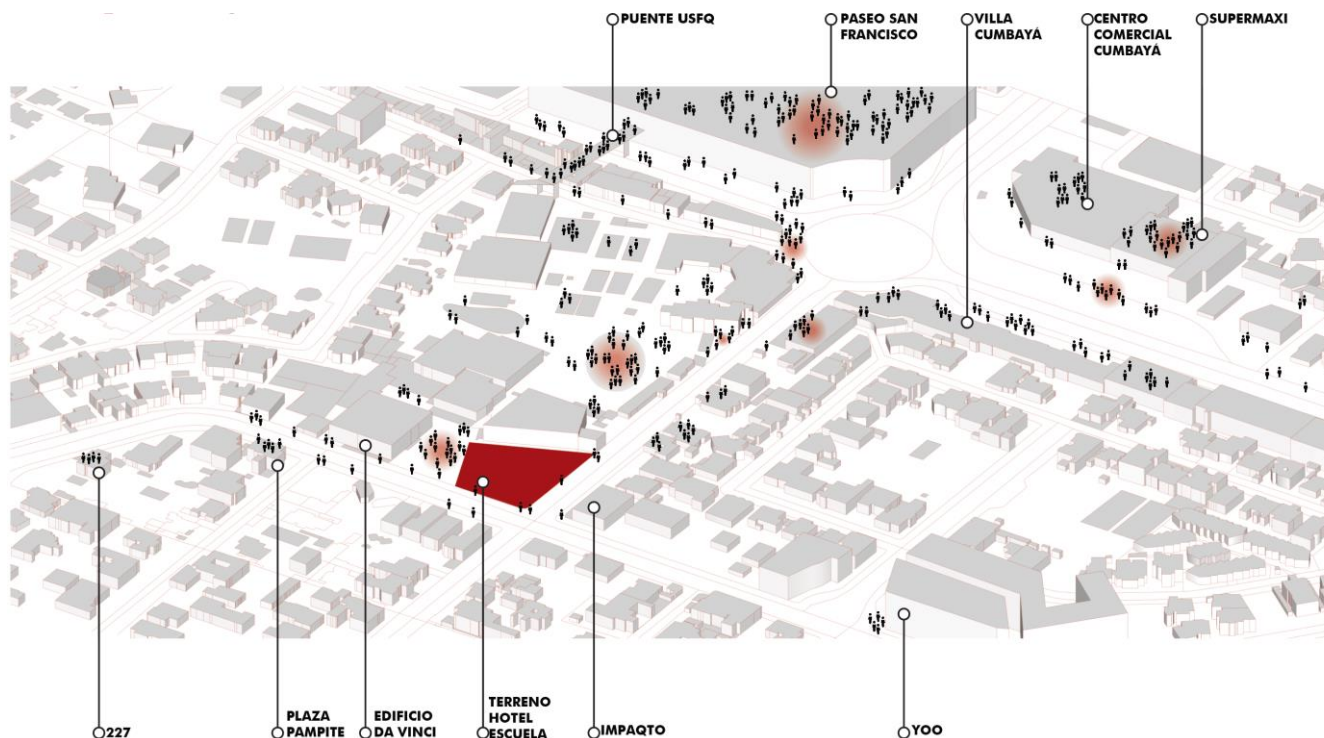 PUENTE USFQ
PASEO SAN
FRANCISCO
VILLA
CUMBAYÁ
CENTRO
COMERCIAL
CUMBAYÁ
SUPERMAXI
227
PLAZA
PAMPITE
EDIFICIO
DA VINCI
TERRENO
HOTEL
ESCUELA
IMPAQTO
YOO